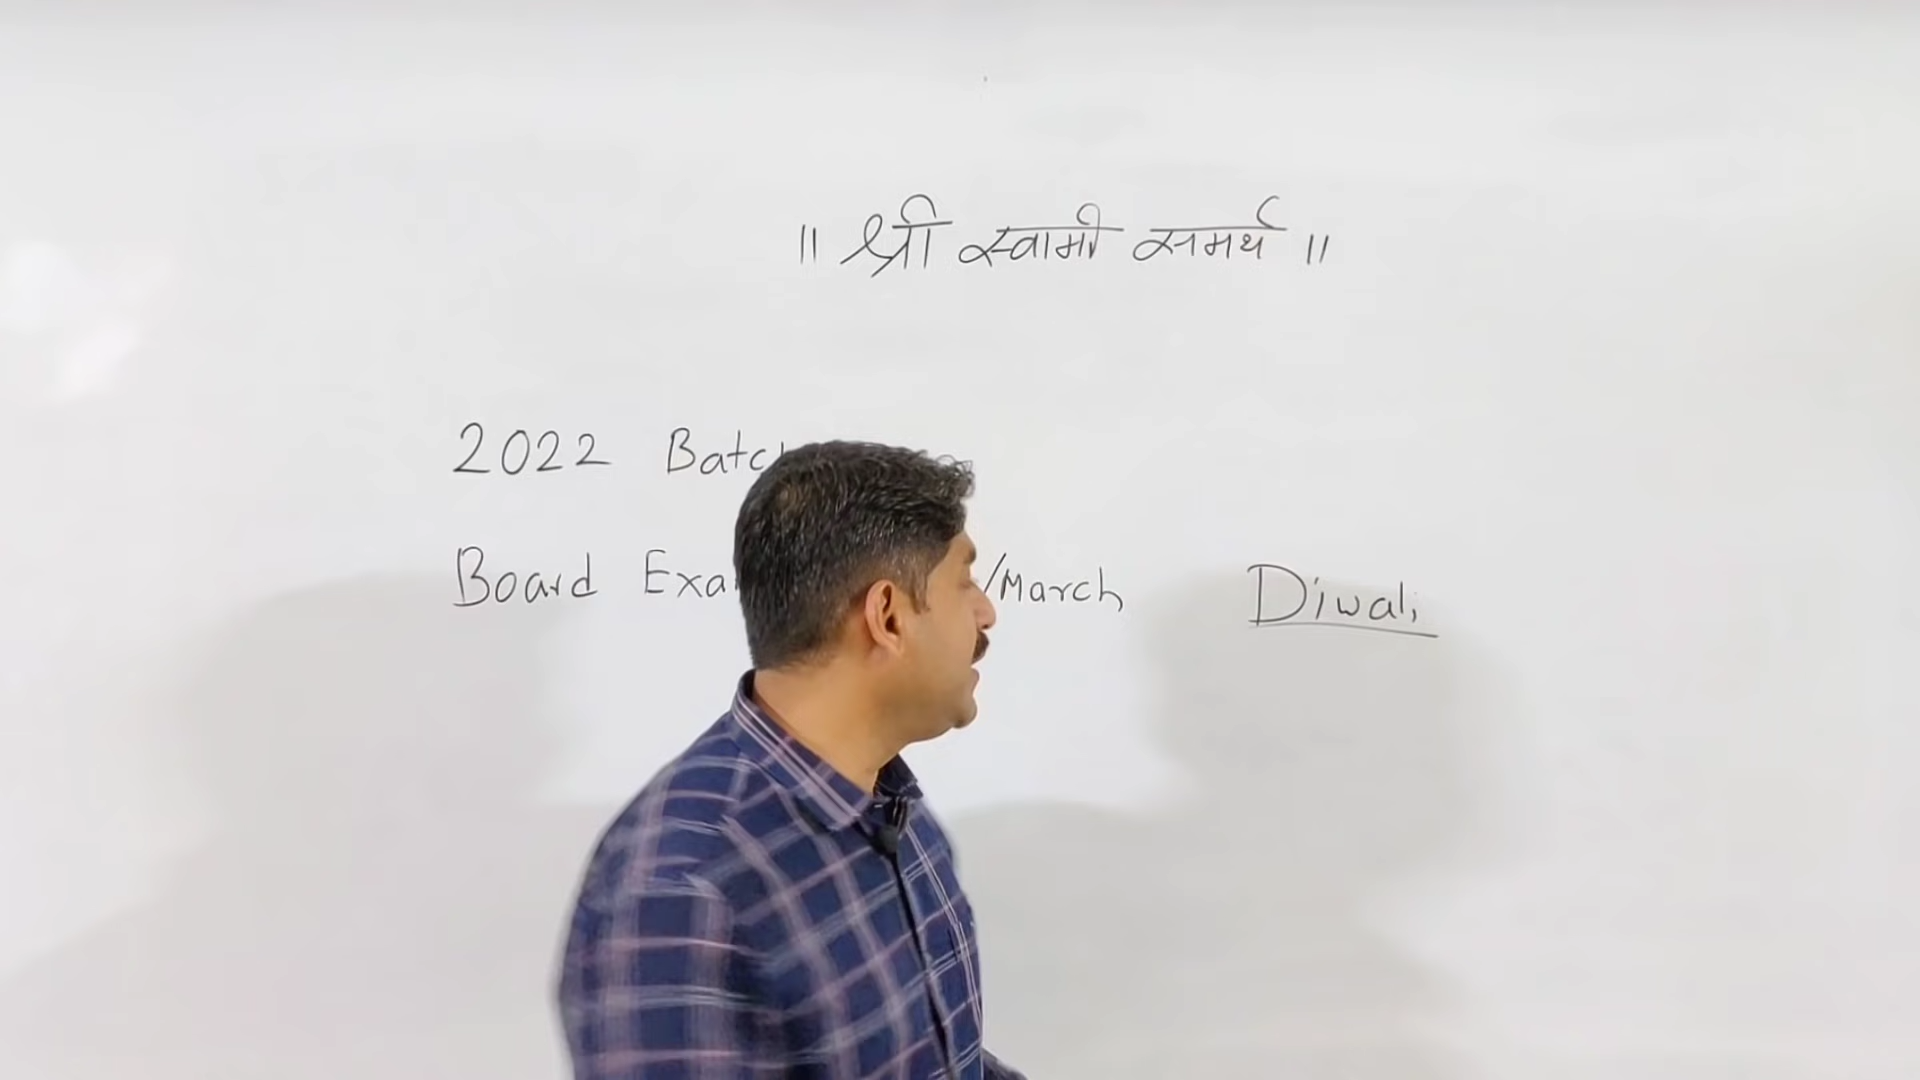 ॥ श्री स्वामी समर्थ ॥
2022 Batc
Board Exa /March Diwali